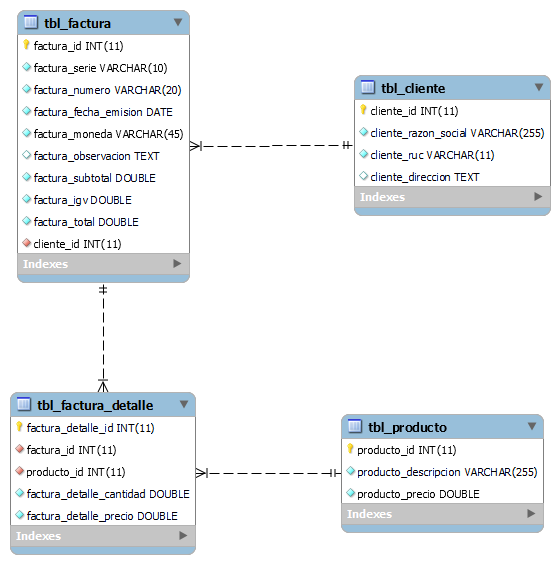 tbl_factura
factura_id INT(11)
factura_serie VARCHAR(10)
factura_numero VARCHAR(20)
factura_fecha_emision DATE
factura_moneda VARCHAR(45)
factura_observacion TEXT
factura_subtotal DOUBLE
factura_igv DOUBLE
factura_total DOUBLE
cliente_id INT(11)
Indexes
tbl_cliente
cliente_id INT(11)
cliente_razon_social VARCHAR(255)
cliente_ruc VARCHAR(11)
cliente_direccion TEXT
Indexes
tbl_factura_detalle
factura_detalle_id INT(11)
factura_id INT(11)
producto_id INT(11)
factura_detalle_cantidad DOUBLE
factura_detalle_precio DOUBLE
Indexes
tbl_producto
producto_id INT(11)
producto_descripcion VARCHAR(255)
producto_precio DOUBLE
Indexes